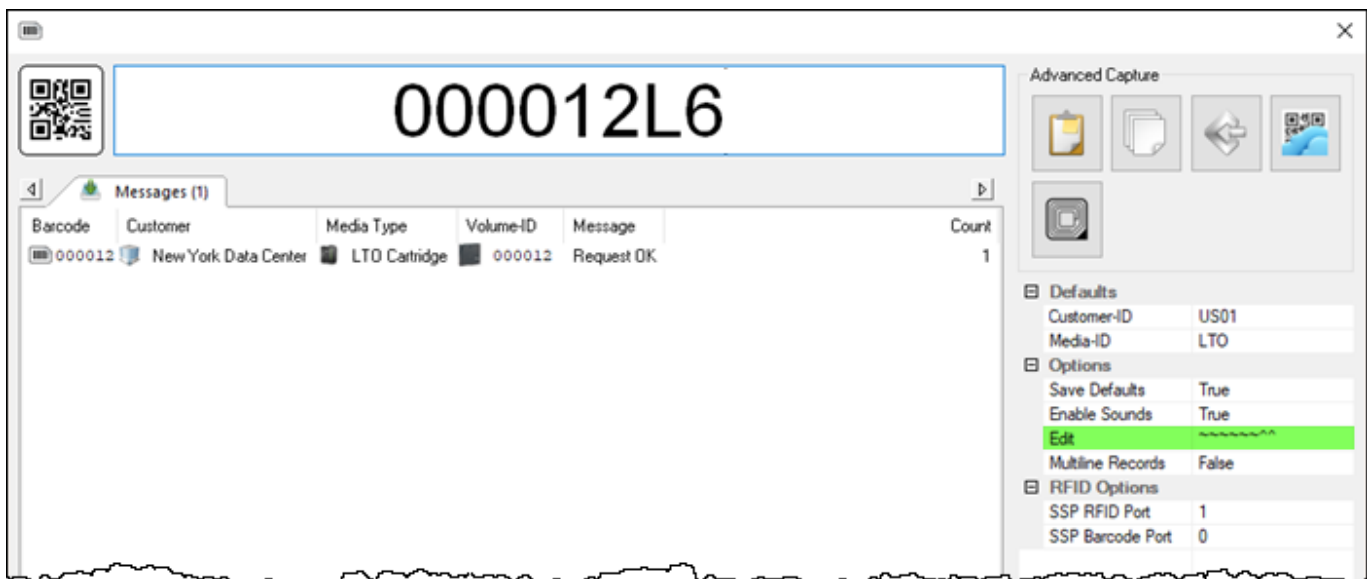 000012L6
Messages (1)
Barcode Customer Media Type Volume-ID Message Count
000012 New York Data Center LTO Cartridge 000012 Request OK 1
Advanced Capture
Defaults
Customer-ID US01
Media-ID LTO
Options
Save Defaults True
Enable Sounds True
Edit ~~~~~~^^
Multiline Records False
RFID Options
SSP RFID Port 1
SSP Barcode Port 0